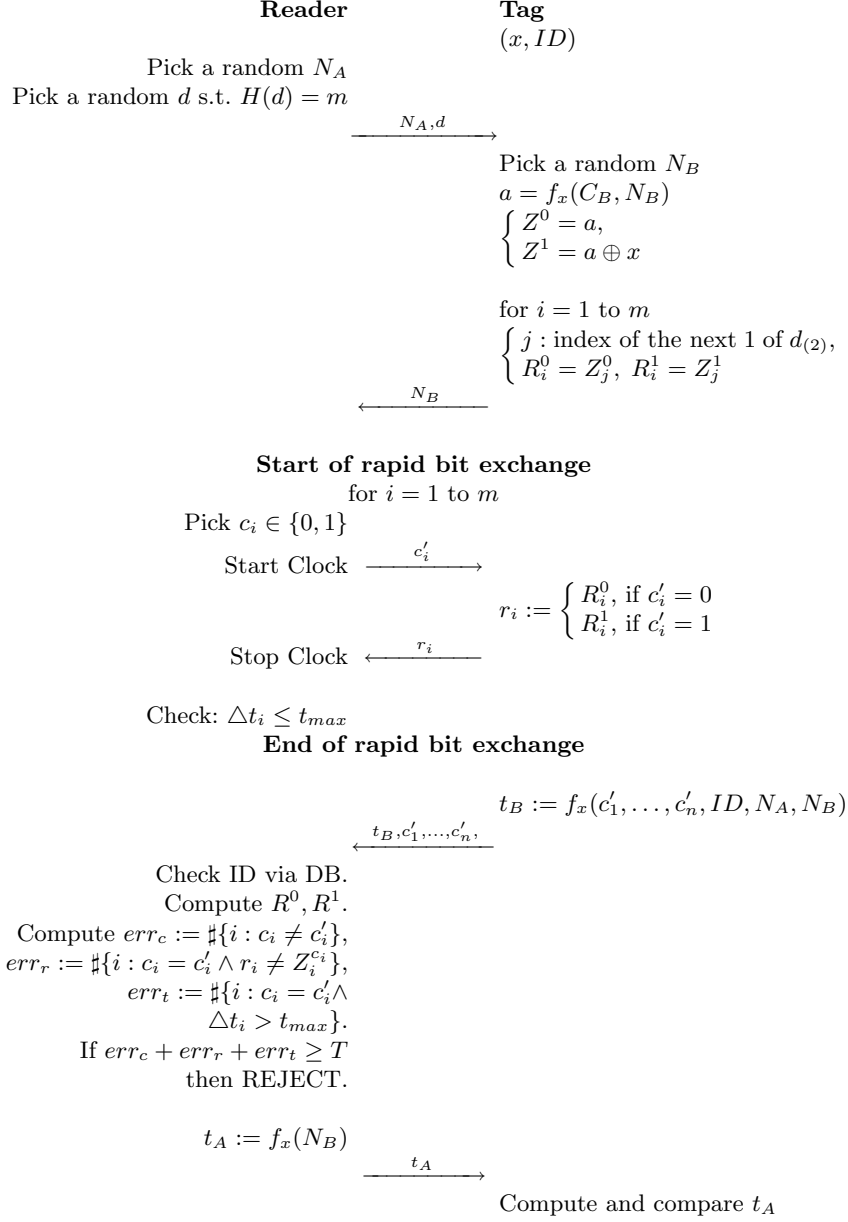 Reader Tag
(x, ID)
Pick a random N_A
Pick a random d s.t. H(d) = m
N_A, d
Pick a random N_B
a = f_x(C_B, N_B)
{ Z^0 = a,
Z^1 = a ⊕ x
for i = 1 to m
{ j : index of the next 1 of d_(2),
R_i^0 = Z_j^0, R_i^1 = Z_j^1
N_B
Start of rapid bit exchange
for i = 1 to m
Pick c_i ∈ {0, 1}
Start Clock c'_i
r_i := { R_i^0, if c'_i = 0
R_i^1, if c'_i = 1
Stop Clock r_i
Check: △t_i ≤ t_max
End of rapid bit exchange
t_B := f_x(c'_1, . . . , c'_n, ID, N_A, N_B)
t_B, c'_1, ..., c'_n,
Check ID via DB.
Compute R^0, R^1.
Compute err_c := ♯{i : c_i ≠ c'_i},
err_r := ♯{i : c_i = c'_i ∧ r_i ≠ Z_i^{c_i}},
err_t := ♯{i : c_i = c'_i ∧
△t_i > t_max}.
If err_c + err_r + err_t ≥ T
then REJECT.
t_A := f_x(N_B)
t_A
Compute and compare t_A